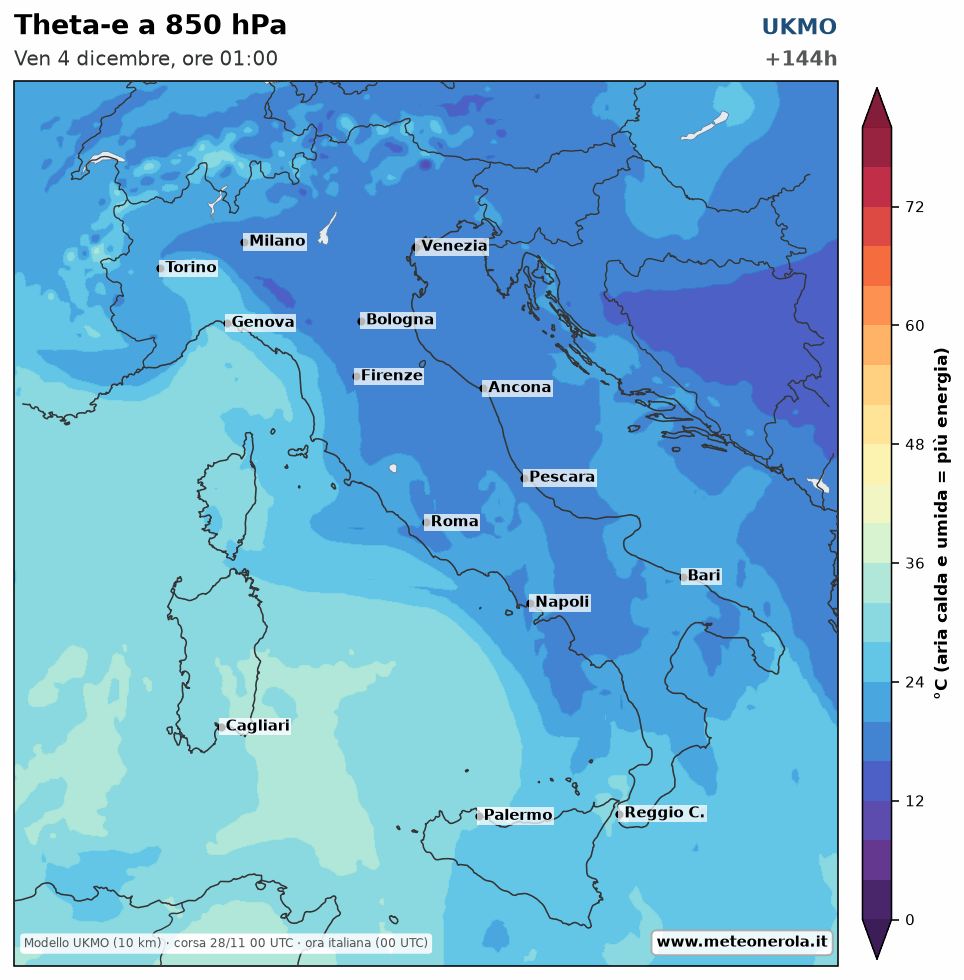 Theta-e a 850 hPa
UKMO
Ven 4 dicembre, ore 01:00
+144h
Milano
Venezia
Torino
Genova
Bologna
Firenze
Ancona
Pescara
Roma
Bari
Napoli
Cagliari
Palermo
Reggio C.
72
60
48
36
24
12
0
°C (aria calda e umida = più energia)
Modello UKMO (10 km) · corsa 28/11 00 UTC · ora italiana (00 UTC)
www.meteonerola.it